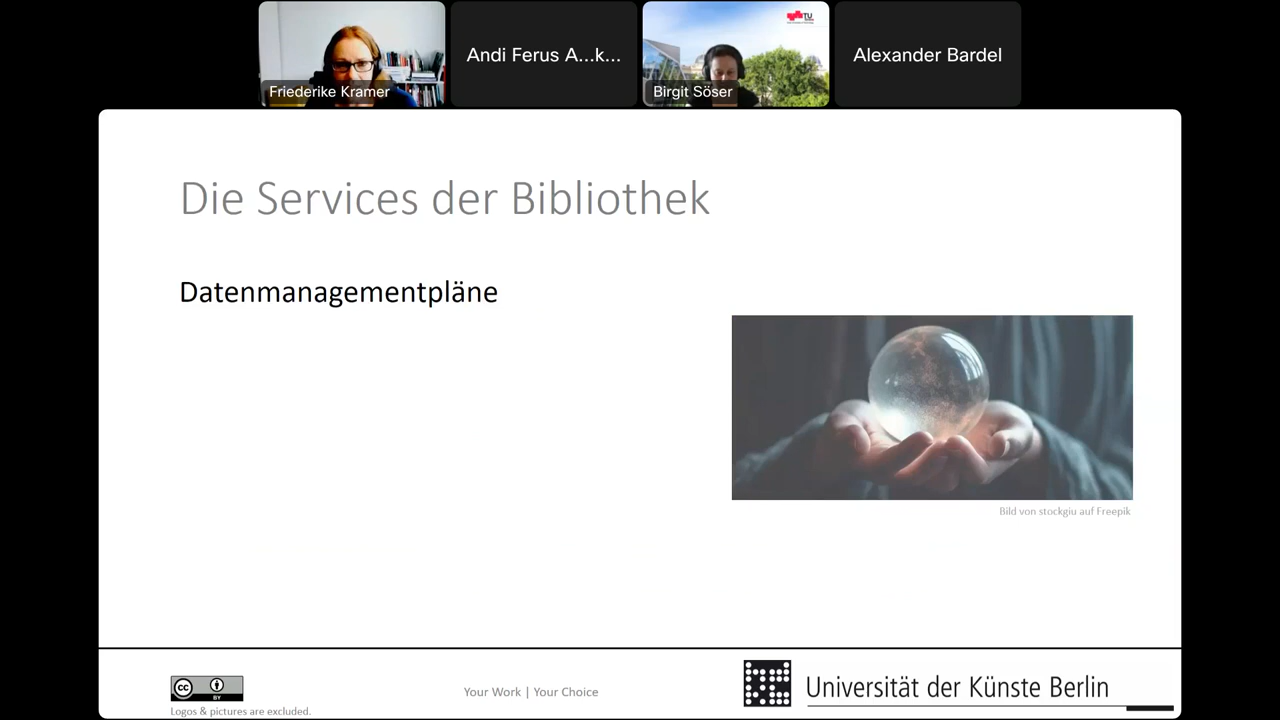 Friederike Kramer
Andi Ferus A...k...
TU
Birgit Söser
Alexander Bardel
Die Services der Bibliothek
Datenmanagementpläne
Bild von stockgiu auf Freepik
cc
BY
Logos & pictures are excluded.
Your Work | Your Choice
Universität der Künste Berlin